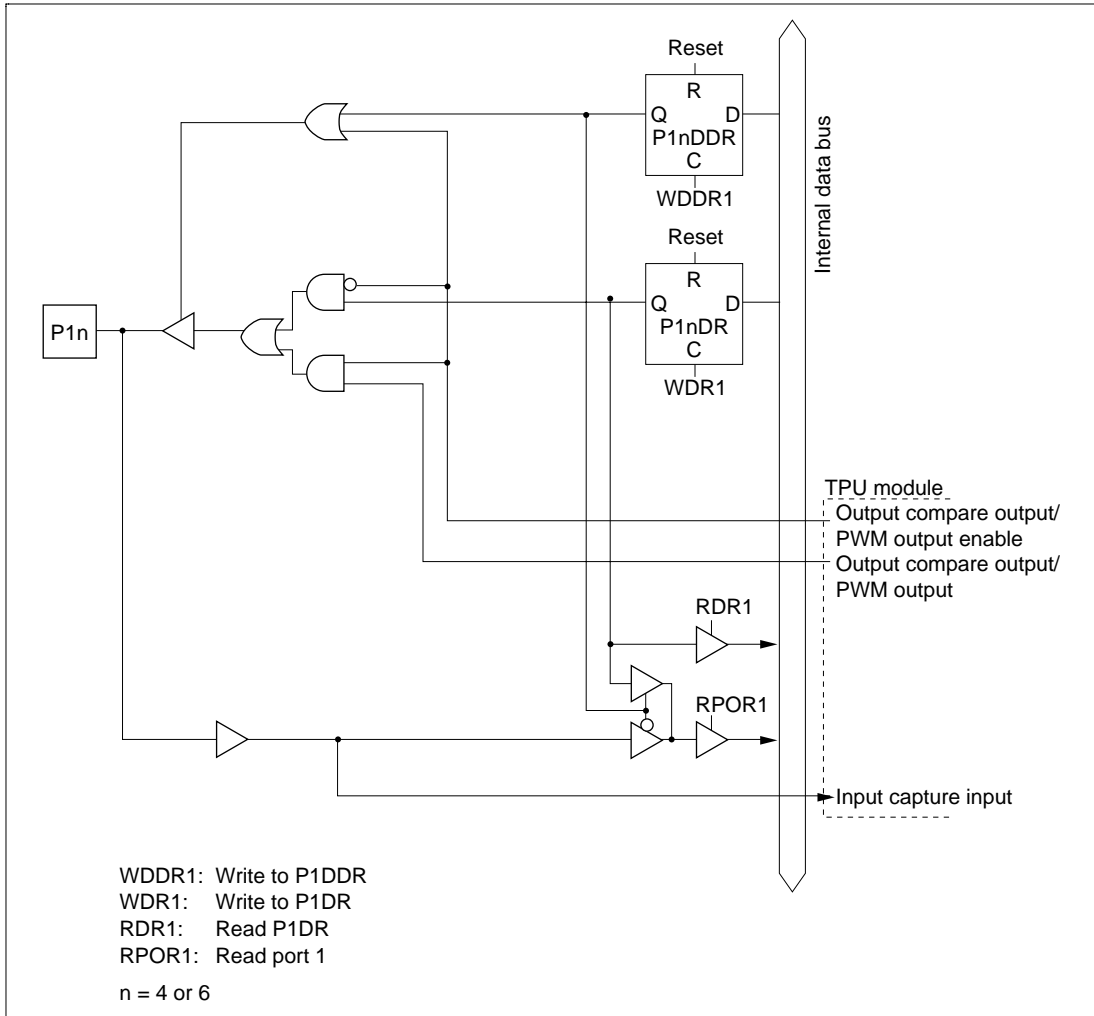 Reset
R
Q D
P1nDDR
C
WDDR1
Internal data bus
Reset
R
Q D
P1nDR
C
WDR1
P1n
TPU module
Output compare output/
PWM output enable
Output compare output/
PWM output
RDR1
RPOR1
Input capture input
WDDR1: Write to P1DDR
WDR1: Write to P1DR
RDR1: Read P1DR
RPOR1: Read port 1
n = 4 or 6